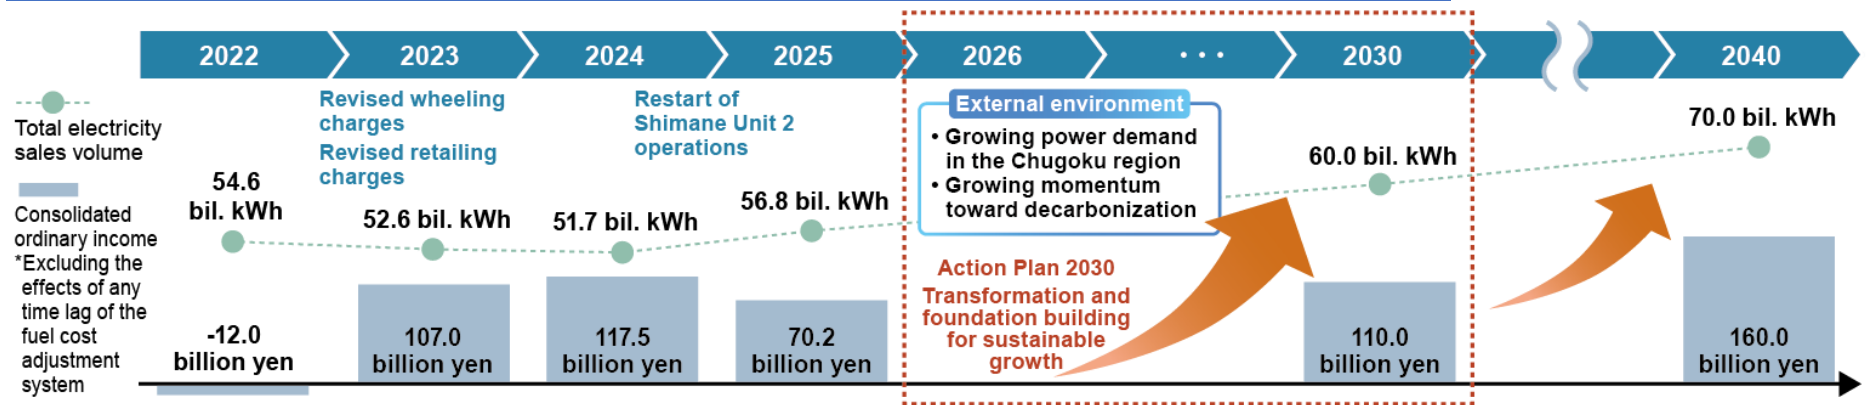 2022
2023
2024
2025
2026
· · ·
2030
2040
Total electricity
sales volume
Consolidated
ordinary income
*Excluding the
effects of any
time lag of the
fuel cost
adjustment
system
Revised wheeling
charges
Revised retailing
charges
Restart of
Shimane Unit 2
operations
External environment
• Growing power demand
in the Chugoku region
• Growing momentum
toward decarbonization
54.6
bil. kWh
52.6 bil. kWh
51.7 bil. kWh
56.8 bil. kWh
60.0 bil. kWh
70.0 bil. kWh
Action Plan 2030
Transformation and
foundation building
for sustainable
growth
-12.0
billion yen
107.0
billion yen
117.5
billion yen
70.2
billion yen
110.0
billion yen
160.0
billion yen